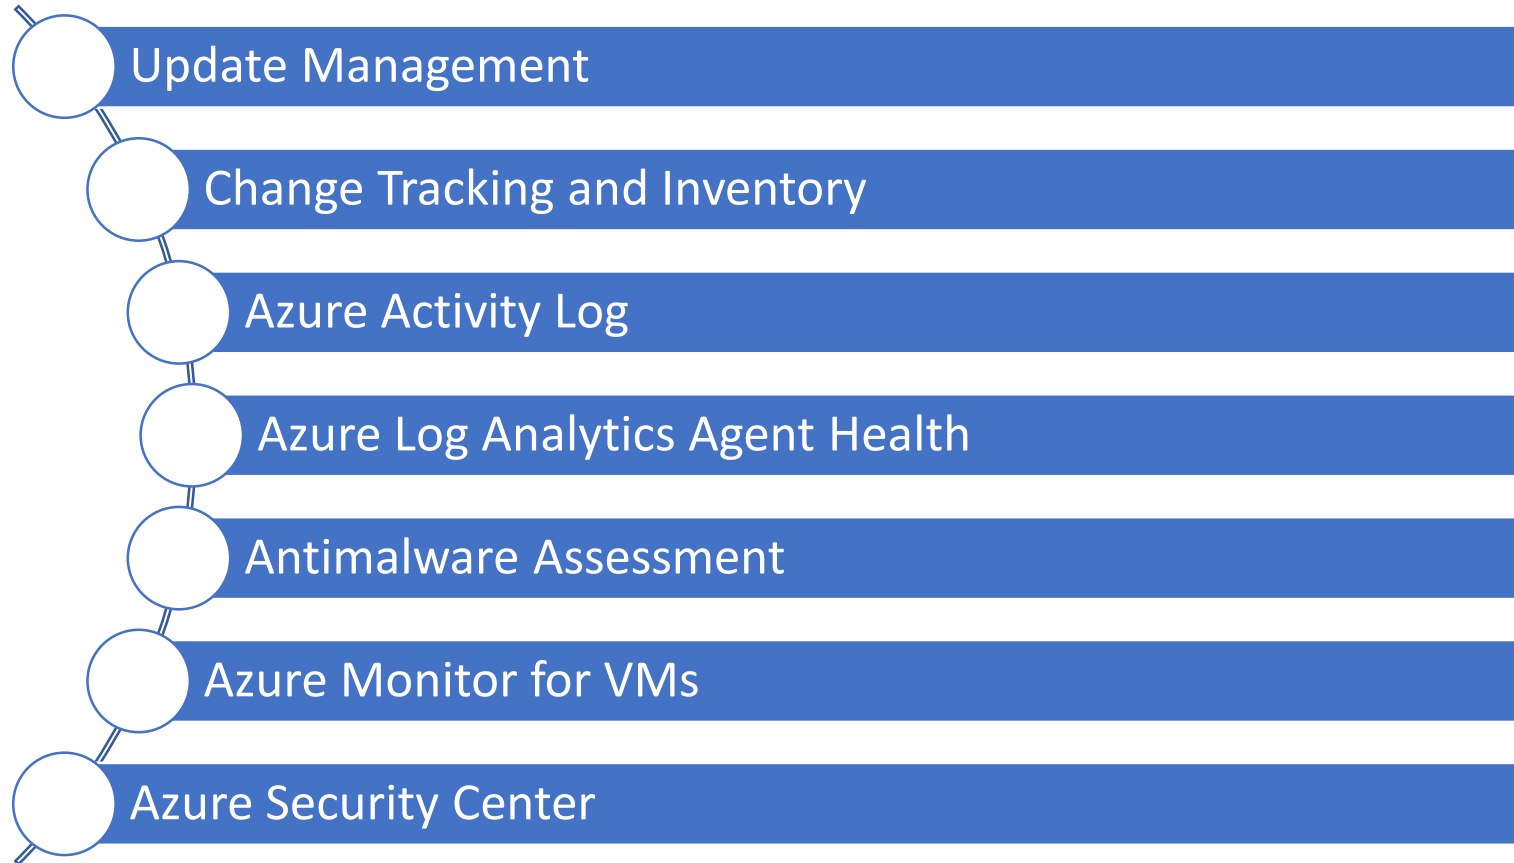 Update Management
Change Tracking and Inventory
Azure Activity Log
Azure Log Analytics Agent Health
Antimalware Assessment
Azure Monitor for VMs
Azure Security Center